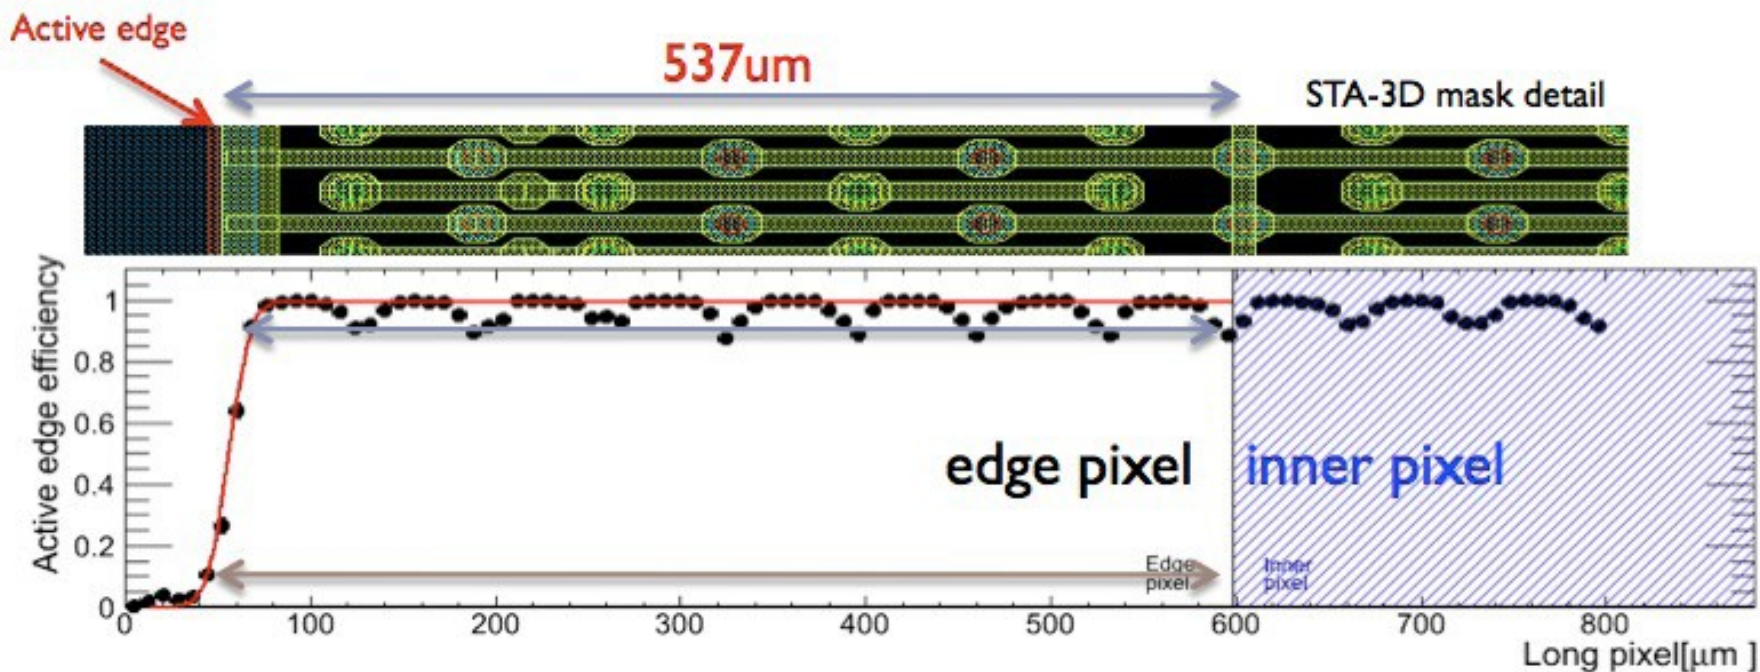 Active edge
537um
STA-3D mask detail
Active edge efficiency
1
0.8
0.6
0.4
0.2
0
edge pixel
inner pixel
Edge
pixel
Inner
pixel
0 100 200 300 400 500 600 700 800
Long pixel[μm ]